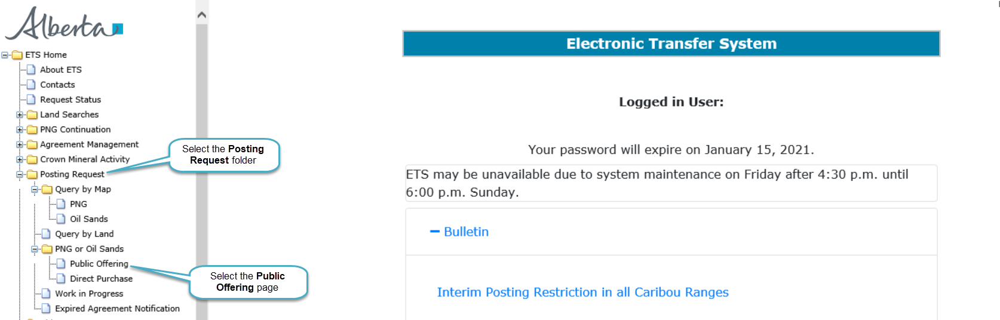 Alberta
ETS Home
About ETS
Contacts
Request Status
Land Searches
PNG Continuation
Agreement Management
Crown Mineral Activity
Posting Request
Query by Map
PNG
Oil Sands
Query by Land
PNG or Oil Sands
Public Offering
Direct Purchase
Work in Progress
Expired Agreement Notification
Select the Posting
Request folder
Select the Public
Offering page
Electronic Transfer System
Logged in User:
Your password will expire on January 15, 2021.
ETS may be unavailable due to system maintenance on Friday after 4:30 p.m. until
6:00 p.m. Sunday.
Bulletin
Interim Posting Restriction in all Caribou Ranges